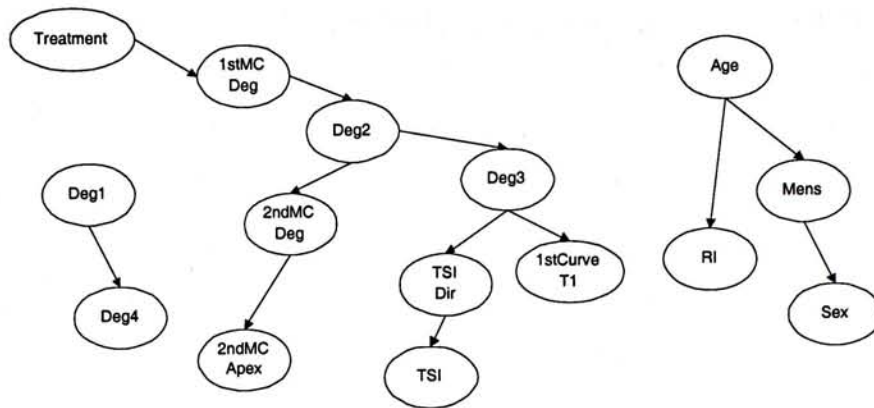 Treatment
1stMC
Deg
Age
Deg2
Deg1
Deg3
Mens
2ndMC
Deg
RI
TSI
Dir
1stCurve
T1
Deg4
Sex
2ndMC
Apex
TSI